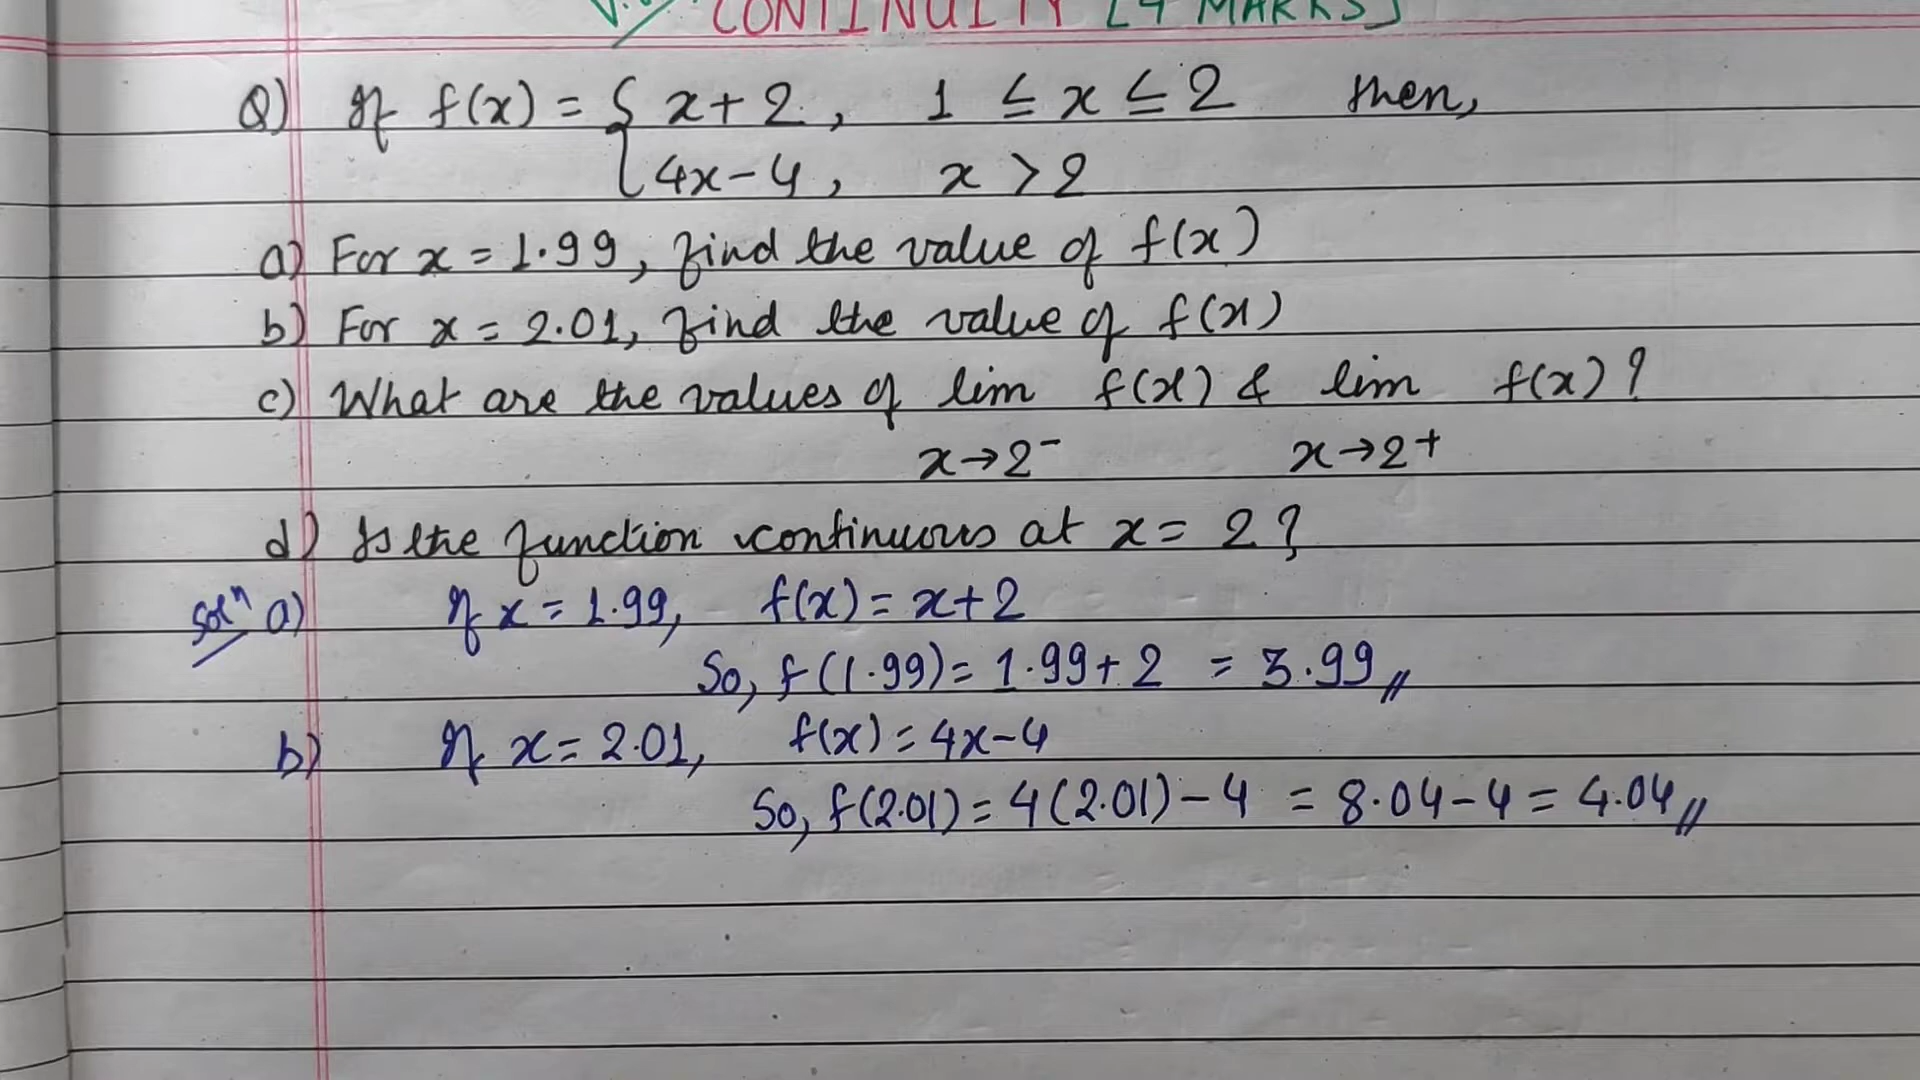 CONTINUITY [4 MARKS]
Q) If f(x) = { x + 2, 1 ≤ x ≤ 2 then,
4x - 4, x > 2
a) For x = 1.99, find the value of f(x)
b) For x = 2.01, find the value of f(x)
c) What are the values of lim f(x) & lim f(x) ?
x→2⁻ x→2⁺
d) Is the function continuous at x = 2 ?
Solⁿ a) If x = 1.99, f(x) = x+2
So, f(1.99) = 1.99 + 2 = 3.99 //
b) If x = 2.01, f(x) = 4x-4
So, f(2.01) = 4(2.01) - 4 = 8.04 - 4 = 4.04 //